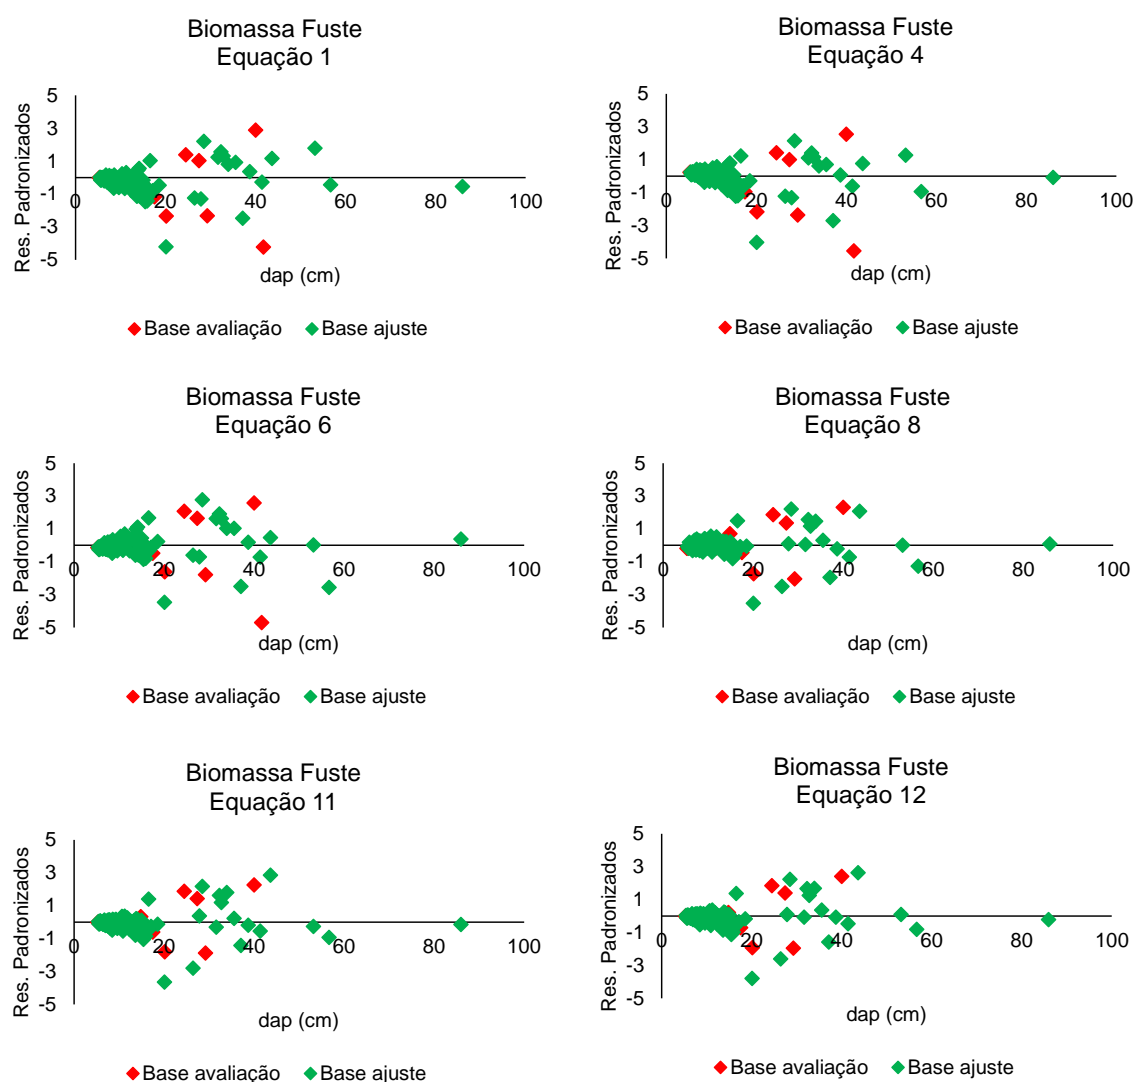 Biomassa Fuste
Equação 1
Res. Padronizados
5
3
1
-1
-3
-5
0
20
40
60
80
100
dap (cm)
Base avaliação
Base ajuste
Biomassa Fuste
Equação 4
Res. Padronizados
5
3
1
-1
-3
-5
0
20
40
60
80
100
dap (cm)
Base avaliação
Base ajuste
Biomassa Fuste
Equação 6
Res. Padronizados
5
3
1
-1
-3
-5
0
20
40
60
80
100
dap (cm)
Base avaliação
Base ajuste
Biomassa Fuste
Equação 8
Res. Padronizados
5
3
1
-1
-3
-5
0
20
40
60
80
100
dap (cm)
Base avaliação
Base ajuste
Biomassa Fuste
Equação 11
Res. Padronizados
5
3
1
-1
-3
-5
0
20
40
60
80
100
dap (cm)
Base avaliação
Base ajuste
Biomassa Fuste
Equação 12
Res. Padronizados
5
3
1
-1
-3
-5
0
20
40
60
80
100
dap (cm)
Base avaliação
Base ajuste